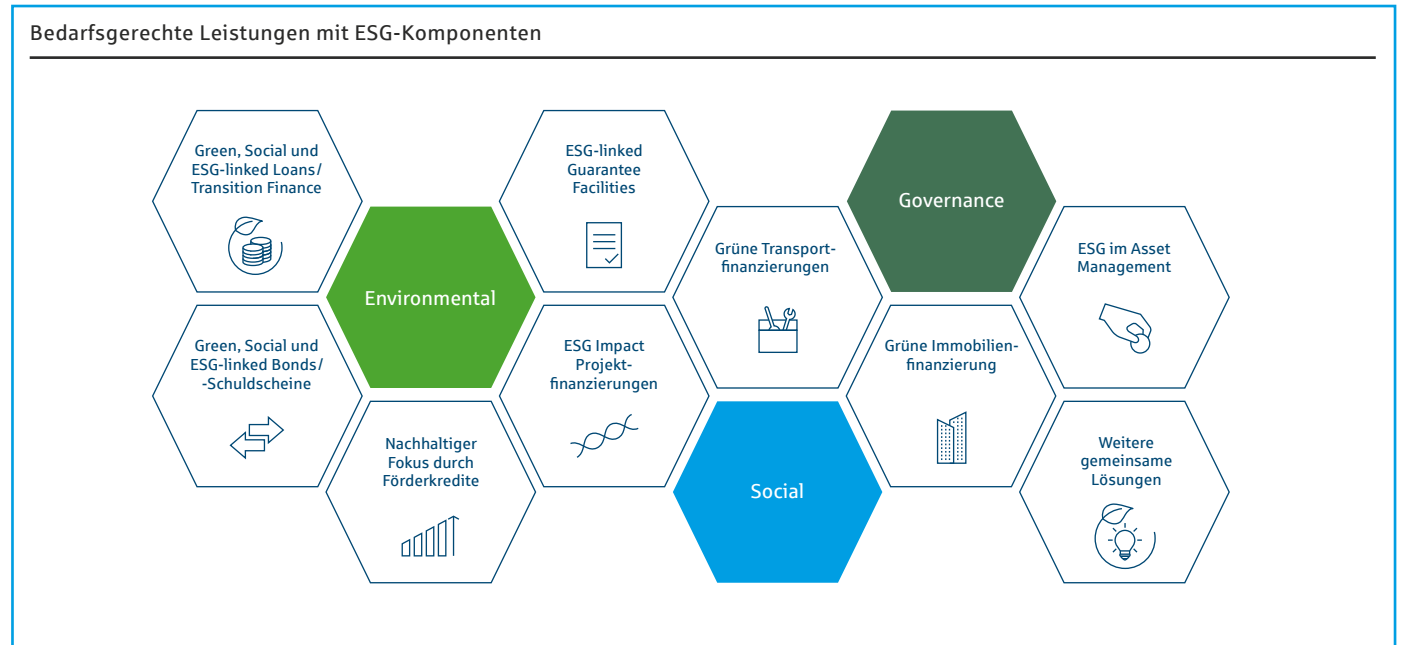 Bedarfsgerechte Leistungen mit ESG-Komponenten
Green, Social und
ESG-linked Loans/
Transition Finance
ESG-linked
Guarantee
Facilities
Governance
Environmental
Grüne Transport-
finanzierungen
ESG im Asset
Management
Green, Social und
ESG-linked Bonds/
-Schuldscheine
ESG Impact
Projekt-
finanzierungen
Grüne Immobilien-
finanzierung
Nachhaltiger
Fokus durch
Förderkredite
Social
Weitere
gemeinsame
Lösungen